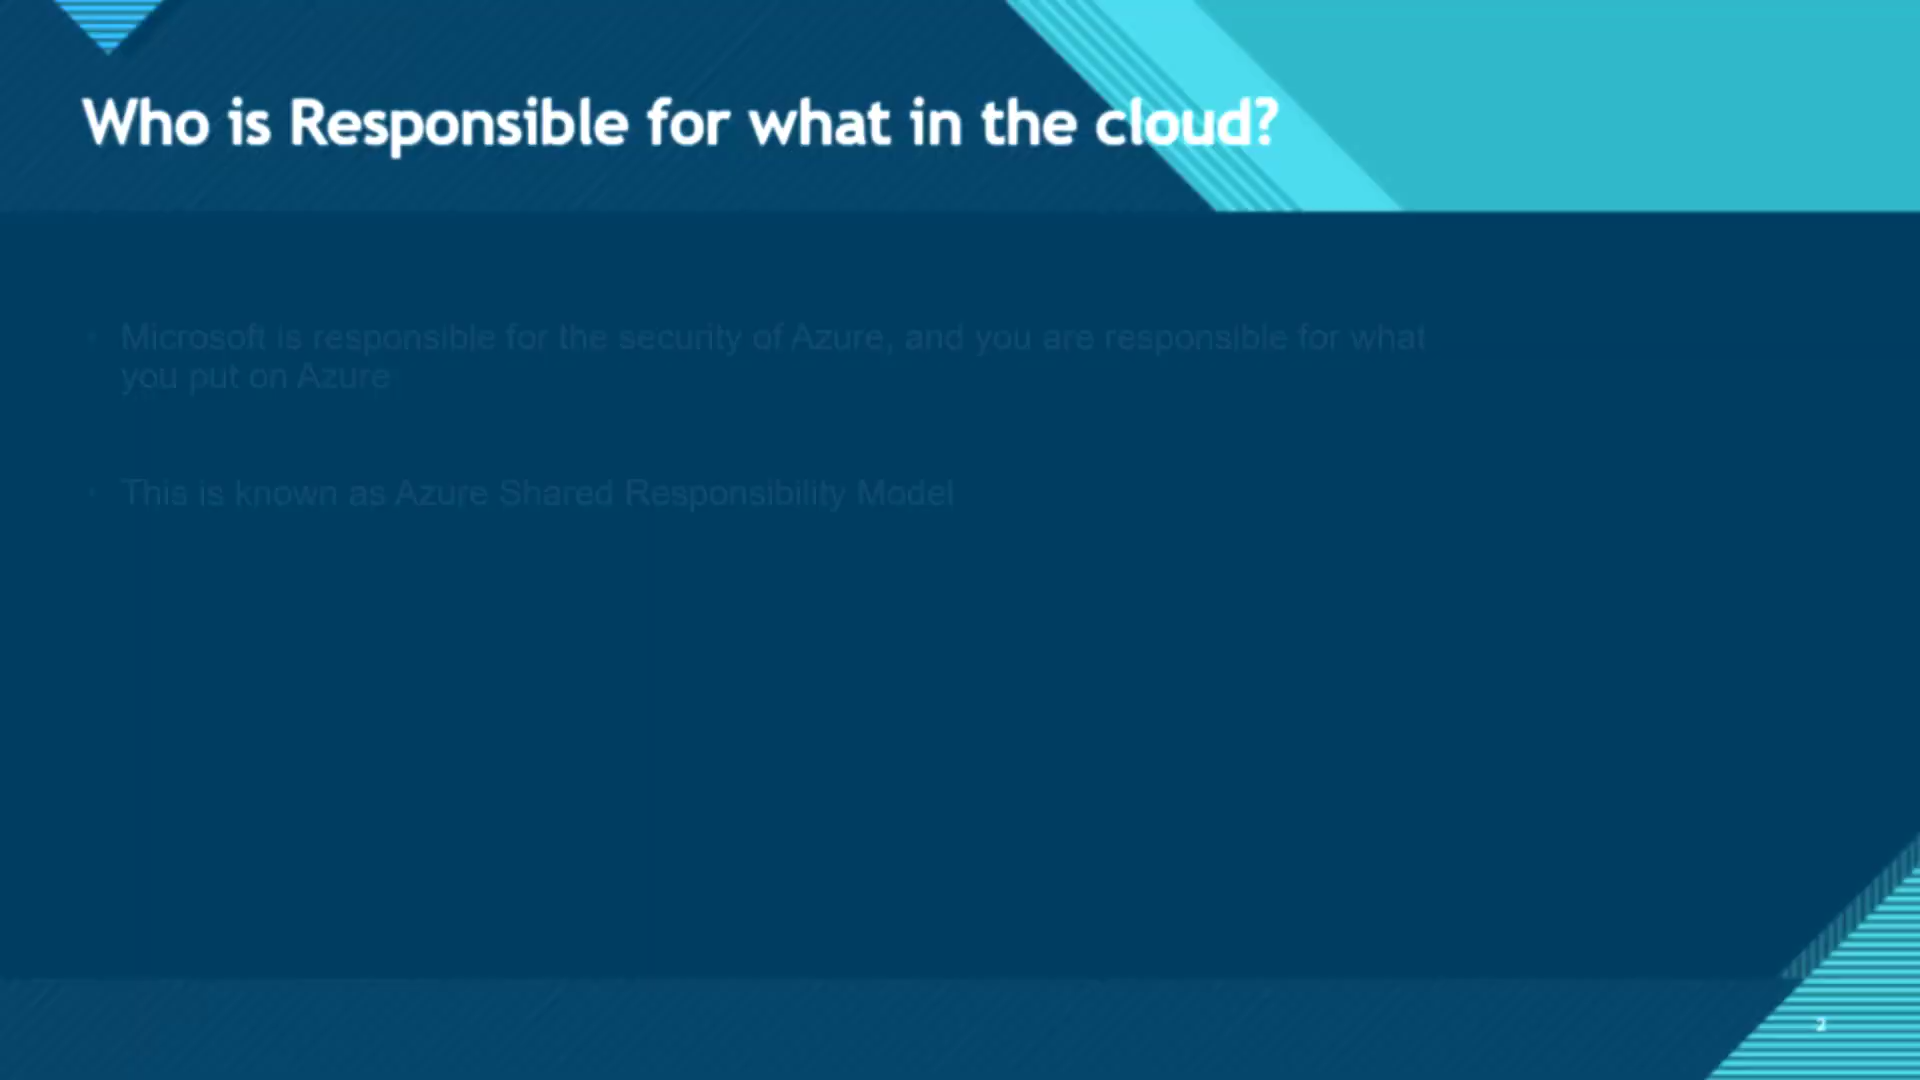 Who is Responsible for what in the cloud?
• Microsoft is responsible for the security of Azure, and you are responsible for what
you put on Azure
• This is known as Azure Shared Responsibility Model
2